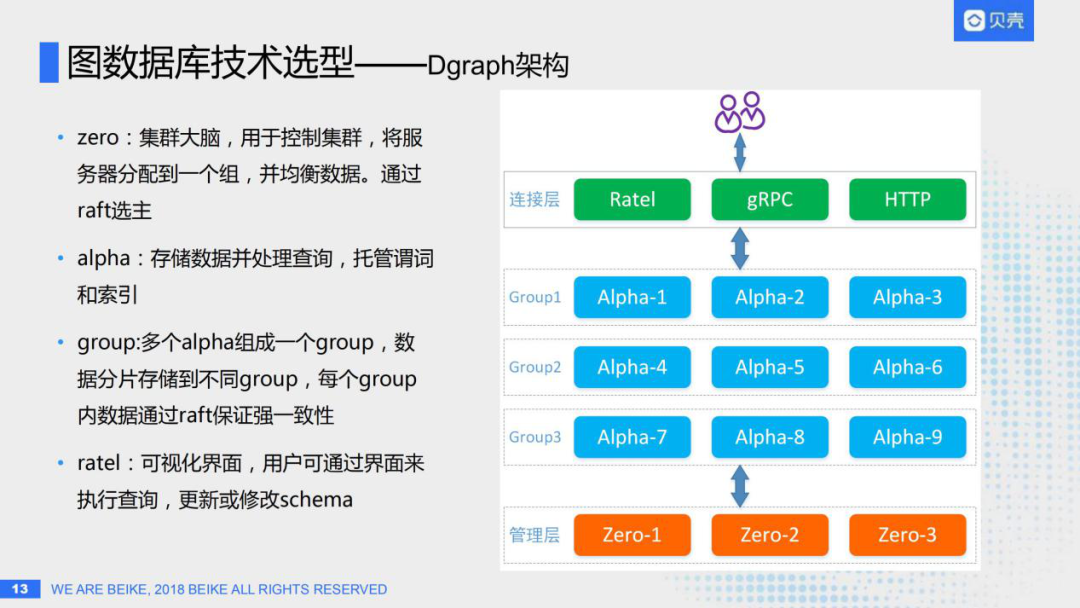 贝壳
图数据库技术选型——Dgraph架构
zero：集群大脑，用于控制集群，将服
务器分配到一个组，并均衡数据。通过
raft选主
alpha：存储数据并处理查询，托管谓词
和索引
group:多个alpha组成一个group，数
据分片存储到不同group，每个group
内数据通过raft保证强一致性
ratel：可视化界面，用户可通过界面来
执行查询，更新或修改schema
连接层 Ratel gRPC HTTP
Group1 Alpha-1 Alpha-2 Alpha-3
Group2 Alpha-4 Alpha-5 Alpha-6
Group3 Alpha-7 Alpha-8 Alpha-9
管理层 Zero-1 Zero-2 Zero-3
13 WE ARE BEIKE, 2018 BEIKE ALL RIGHTS RESERVED